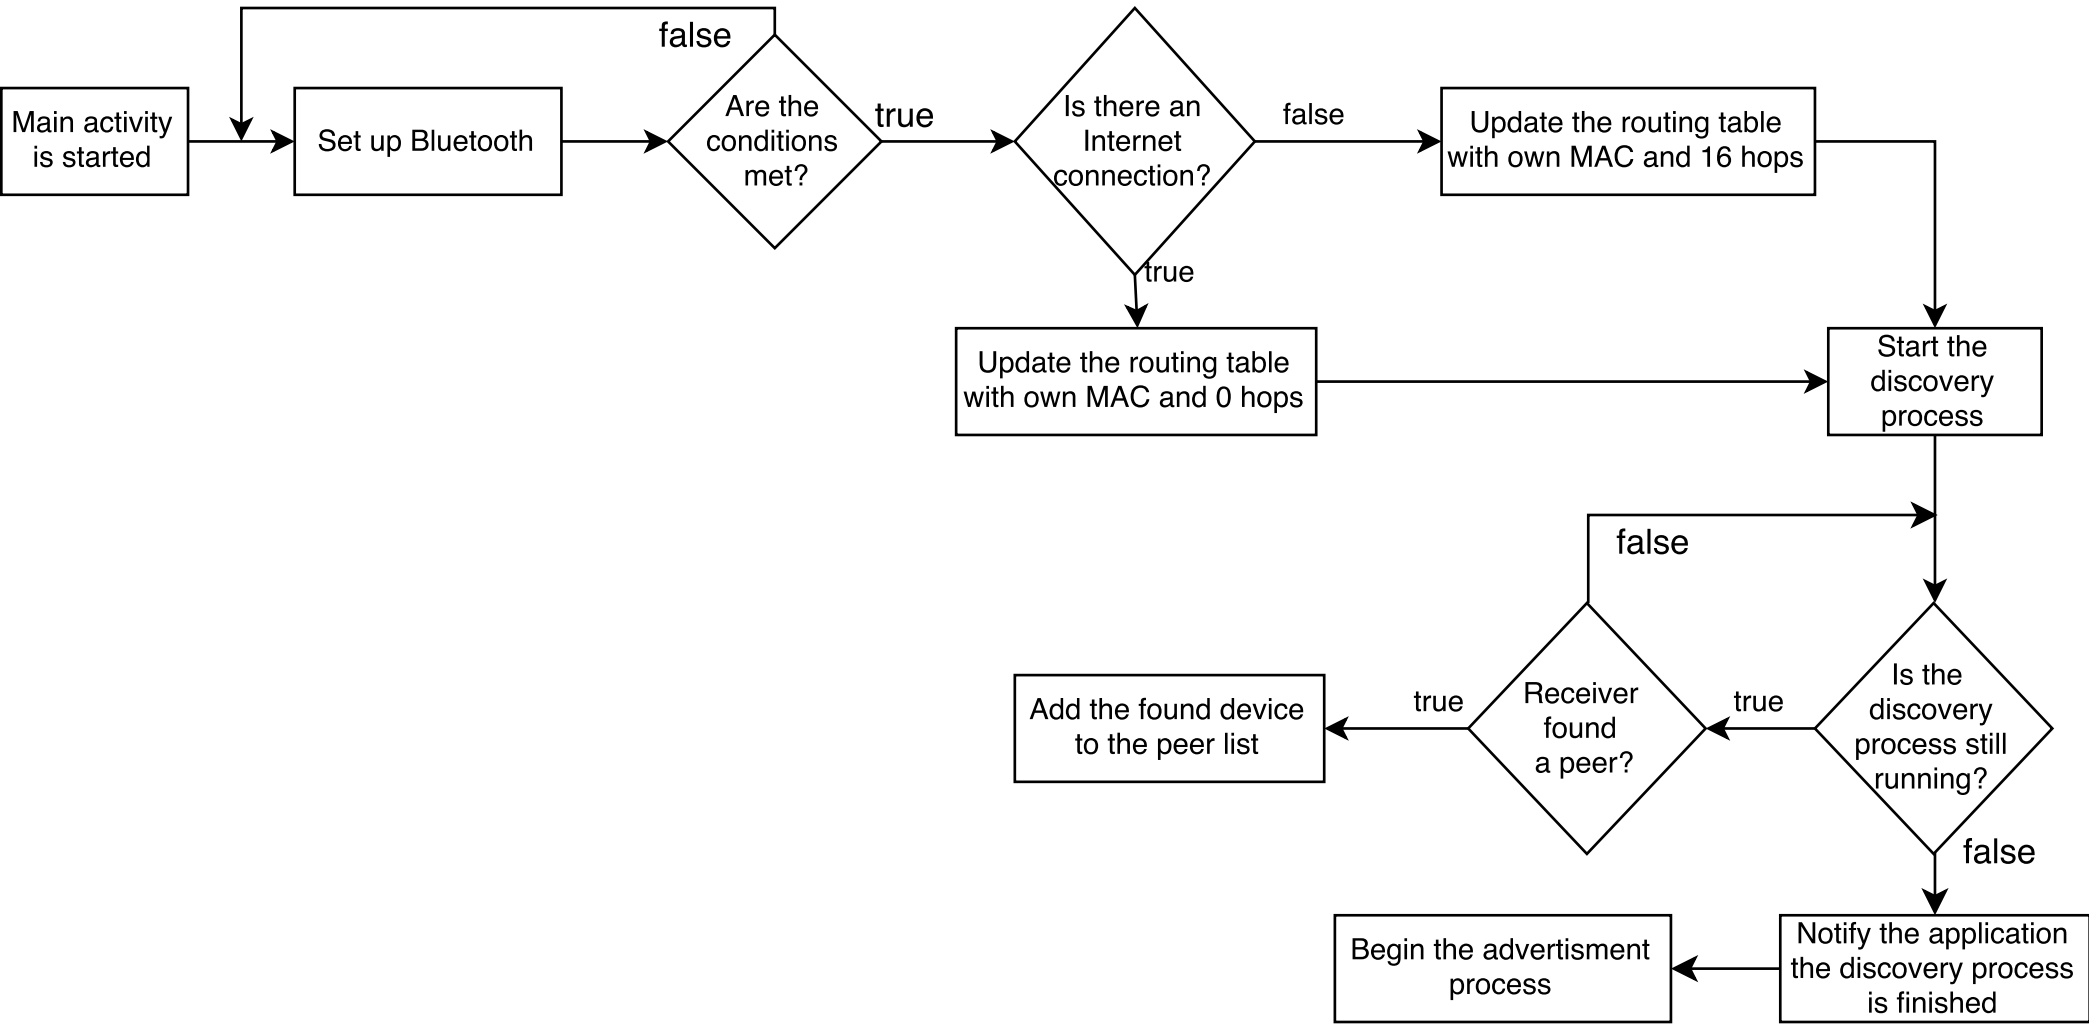 false
Main activity
is started
Set up Bluetooth
Are the
conditions
met?
true
Is there an
Internet
connection?
false
Update the routing table
with own MAC and 16 hops
true
Update the routing table
with own MAC and 0 hops
Start the
discovery
process
false
Add the found device
to the peer list
true
Receiver
found
a peer?
true
Is the
discovery
process still
running?
false
Begin the advertisment
process
Notify the application
the discovery process
is finished